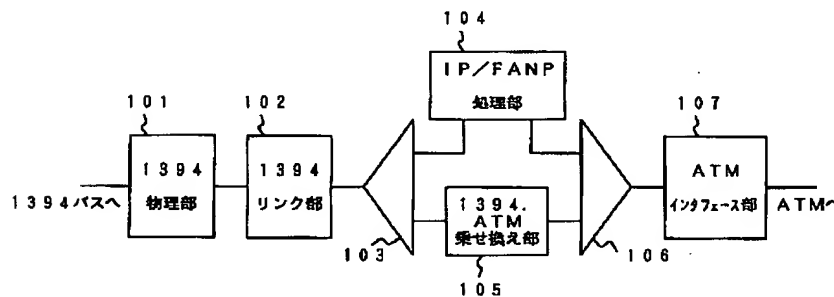 104
IP/FANP
処理部
101
102
107
1394
物理部
1394
リンク部
ATM
インタフェース部
1394バスへ
ATMへ
1394.
ATM
乗せ換え部
103
105
106